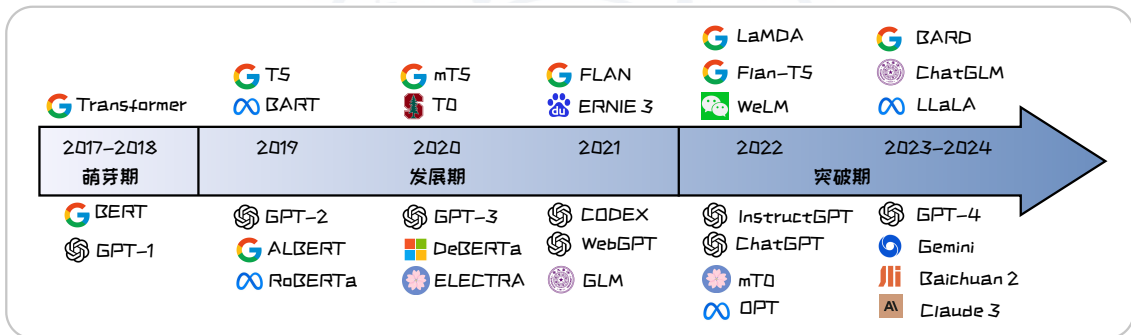 LaMDA BARD
T5 mT5 FLAN Flan-T5 ChatGLM
Transformer BART T0 ERNIE 3 WeLM LLaLA
2017-2018 2019 2020 2021 2022 2023-2024
萌芽期 发展期 突破期
BERT GPT-2 GPT-3 CODEX InstructGPT GPT-4
GPT-1 ALBERT DeBERTa WebGPT ChatGPT Gemini
RoBERTa ELECTRA GLM mT0 Baichuan 2
OPT Claude 3